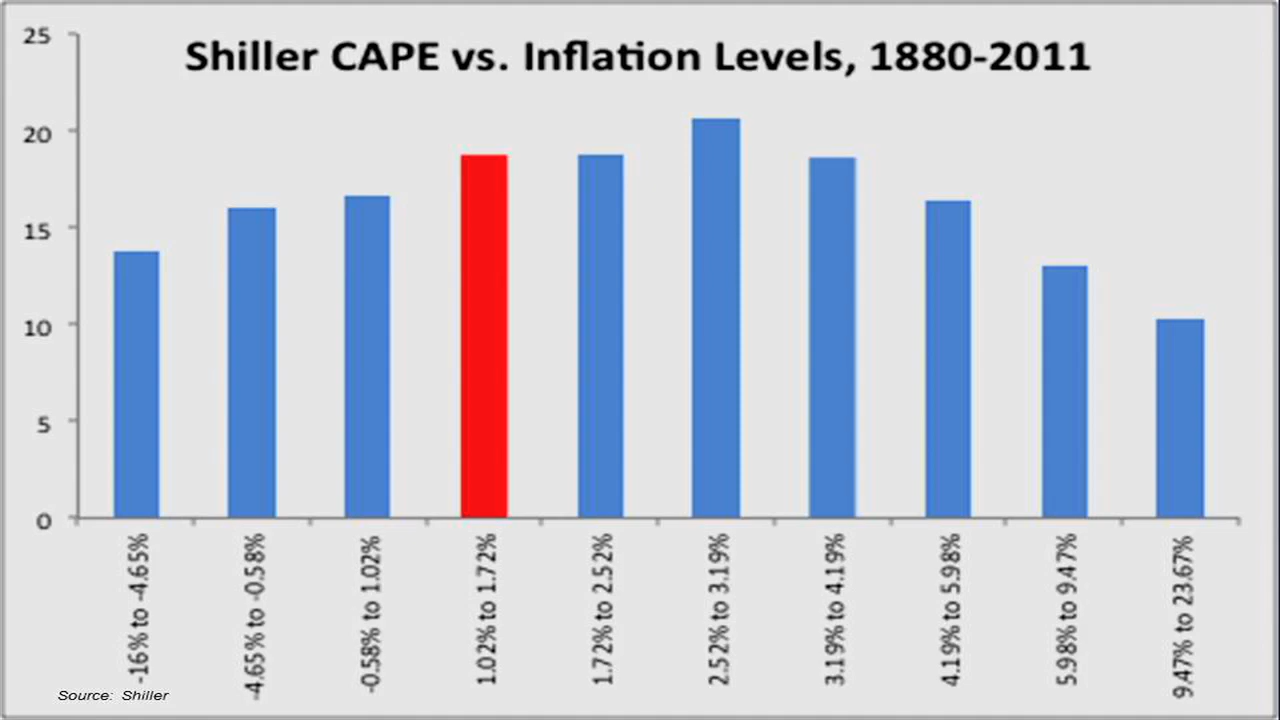 Shiller CAPE vs. Inflation Levels, 1880-2011
25
20
15
10
5
0
-16% to -4.65%
-4.65% to -0.58%
-0.58% to 1.02%
1.02% to 1.72%
1.72% to 2.52%
2.52% to 3.19%
3.19% to 4.19%
4.19% to 5.98%
5.98% to 9.47%
9.47% to 23.67%
Source: Shiller